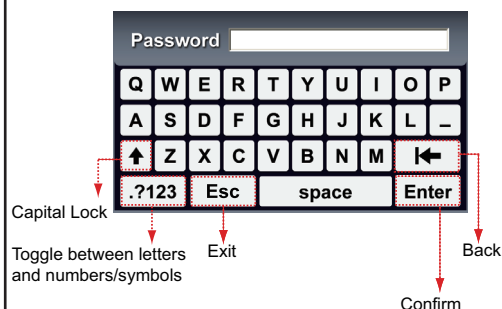 Password
Q W E R T Y U I O P
A S D F G H J K L _
Z X C V B N M
.?123 Esc space Enter
Capital Lock
Toggle between letters
and numbers/symbols
Exit
Back
Confirm